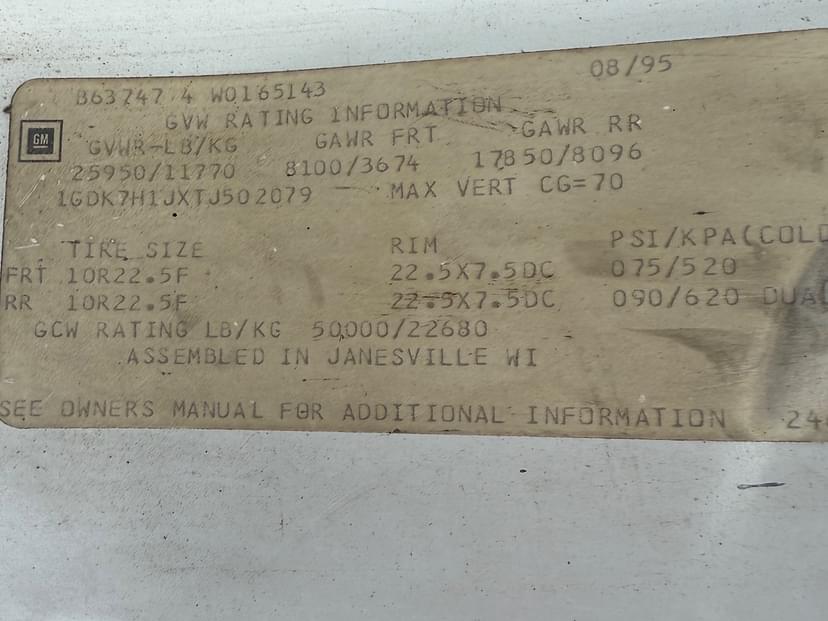 08/95
B63747 4 W0165143
GVW RATING INFORMATION
GM
GVWR-LB/KG GAWR FRT GAWR RR
25950/11770 8100/3674 17850/8096
1GDK7H1JXTJ502079 MAX VERT CG=70
TIRE SIZE RIM PSI/KPA(COLD
FRT 10R22.5F 22.5X7.5DC 075/520
RR 10R22.5F 22.5X7.5DC 090/620 DUAL
GCW RATING LB/KG 50000/22680
ASSEMBLED IN JANESVILLE WI
SEE OWNERS MANUAL FOR ADDITIONAL INFORMATION 24